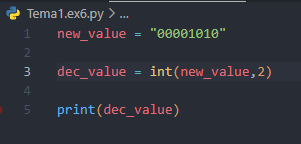 Tema1.ex6.py > ...
1 new_value = "00001010"
2
3 dec_value = int(new_value,2)
4
5 print(dec_value)